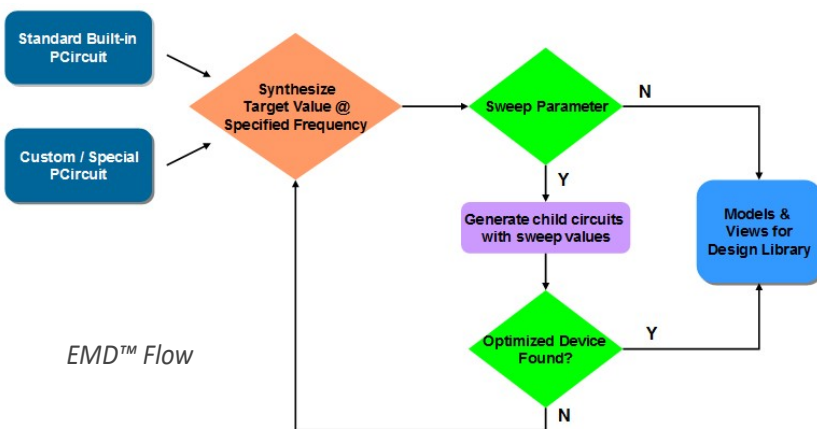 Standard Built-in
PCircuit
Custom / Special
PCircuit
Synthesize
Target Value @
Specified Frequency
Sweep Parameter
N
Y
Generate child circuits
with sweep values
Models &
Views for
Design Library
Optimized Device
Found?
Y
N
EMD™ Flow